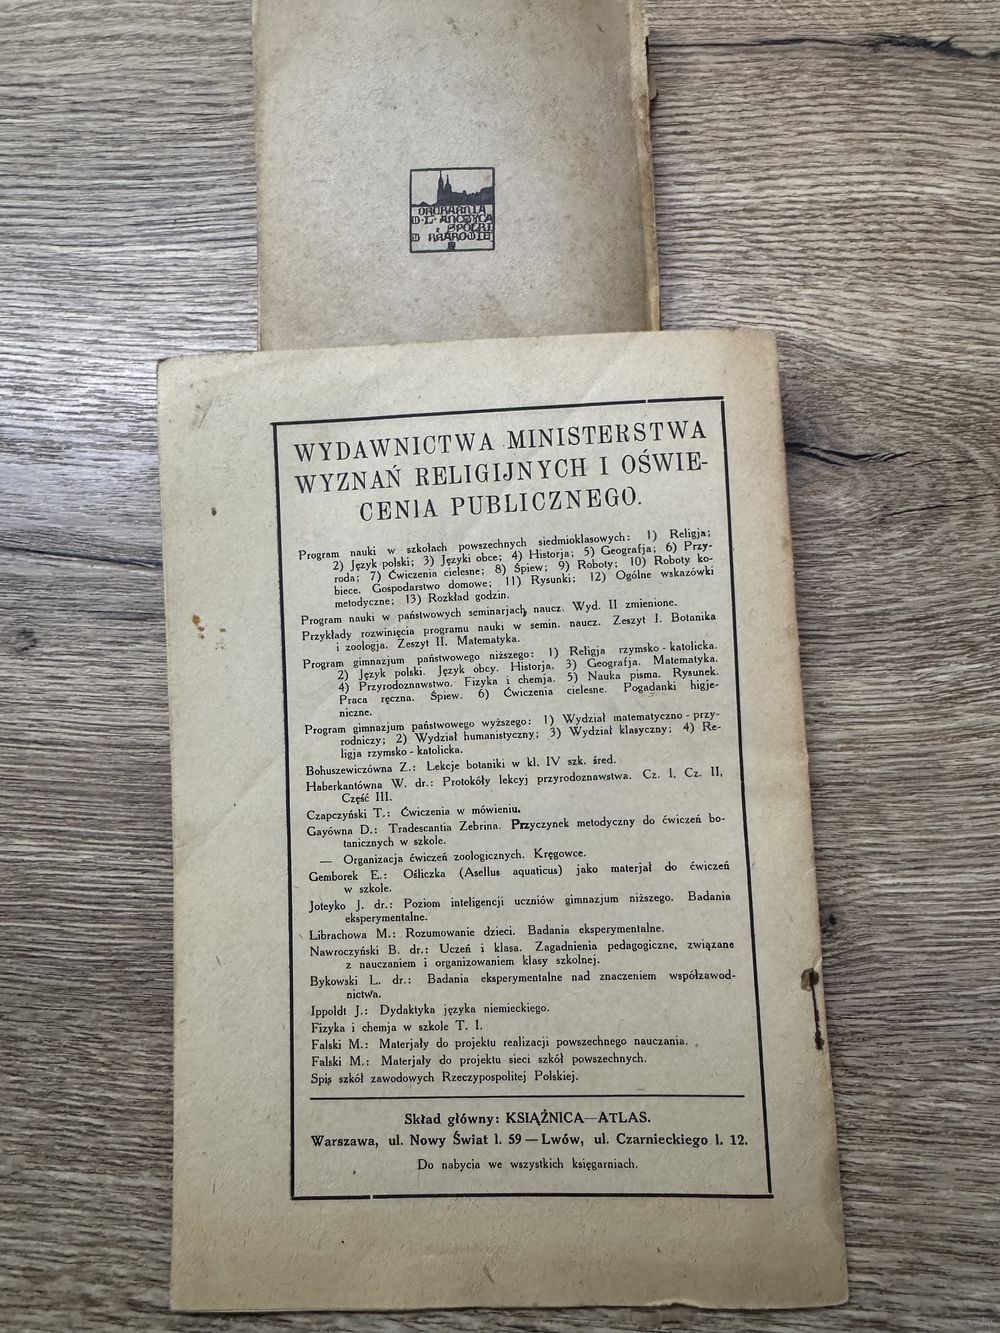 DRUKARNIA
W·L·ANCZYCA
I SPÓŁKI
W KRAKOWIE
WYDAWNICTWA MINISTERSTWA
WYZNAŃ RELIGIJNYCH I OŚWIE-
CENIA PUBLICZNEGO.
Program nauki w szkołach powszechnych siedmioklasowych: 1) Religja;
2) Język polski; 3) Języki obce; 4) Historja; 5) Geografja; 6) Przy-
roda; 7) Ćwiczenia cielesne; 8) Śpiew; 9) Roboty; 10) Roboty ko-
biece. Gospodarstwo domowe; 11) Rysunki; 12) Ogólne wskazówki
metodyczne; 13) Rozkład godzin.
Program nauki w państwowych seminarjach naucz. Wyd. II zmienione.
Przykłady rozwinięcia programu nauki w semin. naucz. Zeszyt I. Botanika
i zoologja. Zeszyt II. Matematyka.
Program gimnazjum państwowego niższego: 1) Religja rzymsko-katolicka.
2) Język polski. Język obcy. Historja. 3) Geografja. Matematyka.
4) Przyrodoznawstwo. Fizyka i chemja. 5) Nauka pisma. Rysunek.
Praca ręczna. Śpiew. 6) Ćwiczenia cielesne. Pogadanki higje-
niczne.
Program gimnazjum państwowego wyższego: 1) Wydział matematyczno-przy-
rodniczy; 2) Wydział humanistyczny; 3) Wydział klasyczny; 4) Re-
ligja rzymsko-katolicka.
Bohuszewiczówna Z.: Lekcje botaniki w kl. IV szk. śred.
Haberkantówna W. dr.: Protokóły lekcyj przyrodoznawstwa. Cz. I, Cz. II,
Część III.
Czapczyński T.: Ćwiczenia w mówieniu.
Gayówna D.: Tradescantia Zebrina. Przyczynek metodyczny do ćwiczeń bo-
tanicznych w szkole.
— Organizacja ćwiczeń zoologicznych. Kręgowce.
Gemborek E.: Ośliczka (Asellus aquaticus) jako materjał do ćwiczeń
w szkole.
Joteyko J. dr.: Poziom inteligencji uczniów gimnazjum niższego. Badania
eksperymentalne.
Librachowa M.: Rozumowanie dzieci. Badania eksperymentalne.
Nawroczyński B. dr.: Uczeń i klasa. Zagadnienia pedagogiczne, związane
z nauczaniem i organizowaniem klasy szkolnej.
Bykowski L. dr.: Badania eksperymentalne nad znaczeniem współzawod-
nictwa.
Ippoldt J.: Dydaktyka języka niemieckiego.
Fizyka i chemja w szkole T. I.
Falski M.: Materjały do projektu realizacji powszechnego nauczania.
Falski M.: Materjały do projektu sieci szkół powszechnych.
Spis szkół zawodowych Rzeczypospolitej Polskiej.
Skład główny: KSIĄŻNICA—ATLAS.
Warszawa, ul. Nowy Świat l. 59 — Lwów, ul. Czarnieckiego l. 12.
Do nabycia we wszystkich księgarniach.